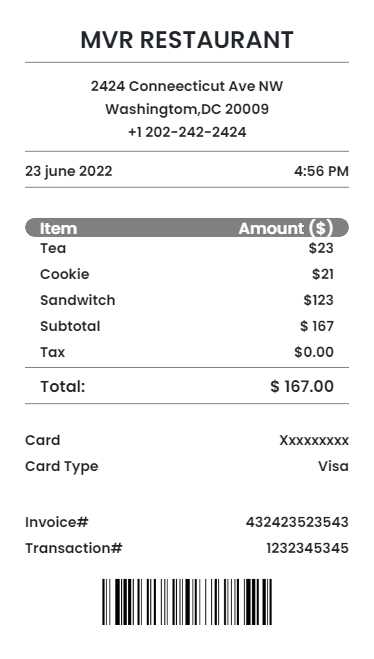 MVR RESTAURANT
2424 Conneecticut Ave NW
Washingtom,DC 20009
+1 202-242-2424
23 june 2022 4:56 PM
Item Amount ($)
Tea $23
Cookie $21
Sandwitch $123
Subtotal $ 167
Tax $0.00
Total: $ 167.00
Card Xxxxxxxxx
Card Type Visa
Invoice# 432423523543
Transaction# 1232345345